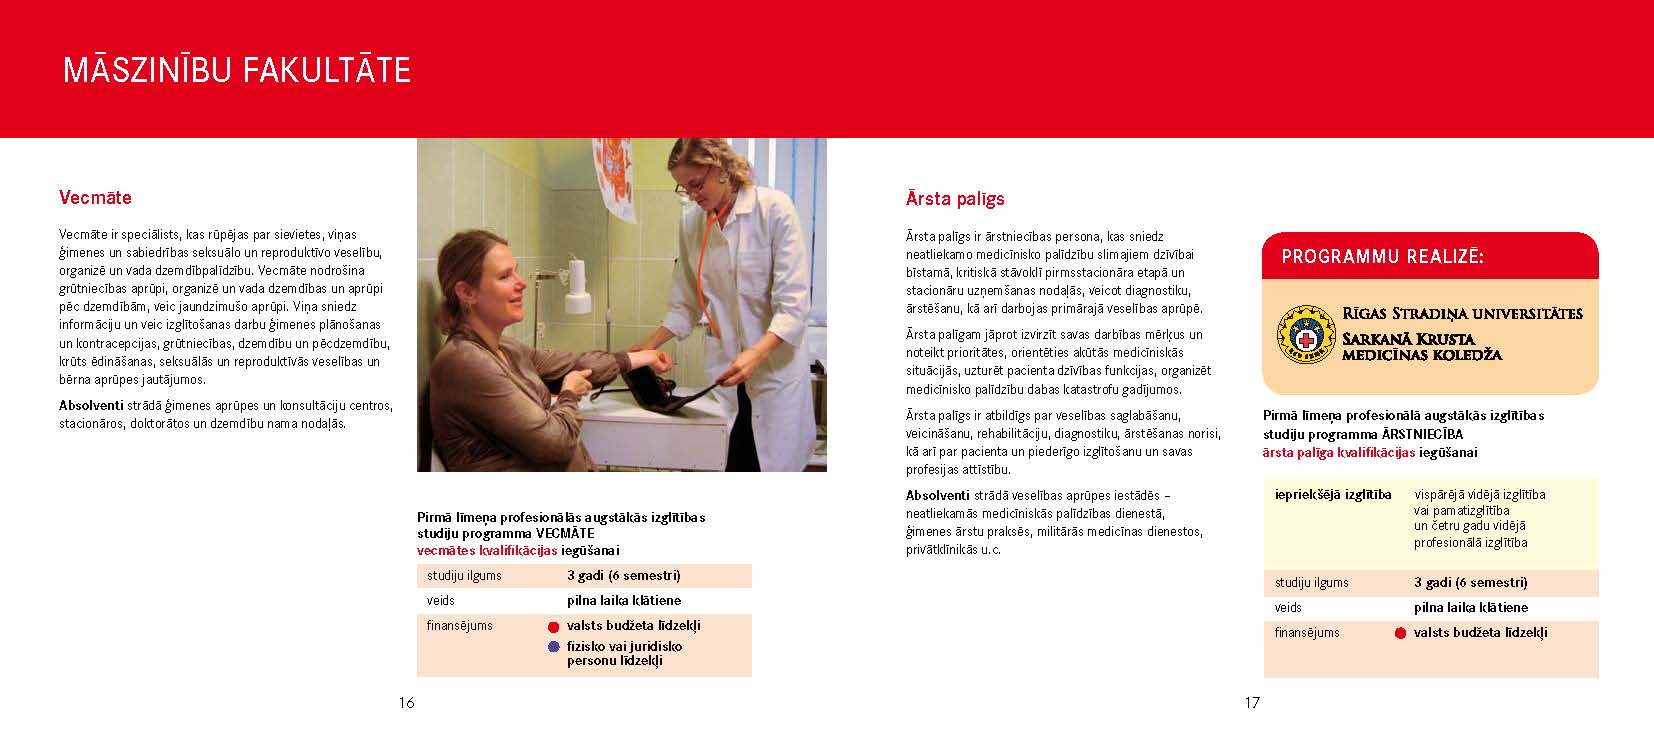 MĀSZINĪBU FAKULTĀTE
Vecmāte
Vecmāte ir speciālists, kas rūpējas par sievietes, viņas
ģimenes un sabiedrības seksuālo un reproduktīvo veselību,
organizē un vada dzemdībpalīdzību. Vecmāte nodrošina
grūtniecības aprūpi, organizē un vada dzemdības un aprūpi
pēc dzemdībām, veic jaundzimušo aprūpi. Viņa sniedz
informāciju un veic izglītošanas darbu ģimenes plānošanas
un kontracepcijas, grūtniecības, dzemdību un pēcdzemdību,
krūts ēdināšanas, seksuālās un reproduktīvās veselības un
bērna aprūpes jautājumos.
Absolventi strādā ģimenes aprūpes un konsultāciju centros,
stacionāros, doktorātos un dzemdību nama nodaļās.
Pirmā līmeņa profesionālās augstākās izglītības
studiju programma VECMĀTE
vecmātes kvalifikācijas iegūšanai
studiju ilgums 3 gadi (6 semestri)
veids pilna laika klātiene
finansējums valsts budžeta līdzekļi
fizisko vai juridisko
personu līdzekļi
16
Ārsta palīgs
Ārsta palīgs ir ārstniecības persona, kas sniedz
neatliekamo medicīnisko palīdzību slimajiem dzīvībai
bīstamā, kritiskā stāvoklī pirmsstacionāra etapā un
stacionāru uzņemšanas nodaļās, veicot diagnostiku,
ārstēšanu, kā arī darbojas primārajā veselības aprūpē.
Ārsta palīgam jāprot izvirzīt savas darbības mērķus un
noteikt prioritātes, orientēties akūtās medicīniskās
situācijās, uzturēt pacienta dzīvības funkcijas, organizēt
medicīnisko palīdzību dabas katastrofu gadījumos.
Ārsta palīgs ir atbildīgs par veselības saglabāšanu,
veicināšanu, rehabilitāciju, diagnostiku, ārstēšanas norisi,
kā arī par pacienta un piederīgo izglītošanu un savas
profesijas attīstību.
Absolventi strādā veselības aprūpes iestādēs –
neatliekamās medicīniskās palīdzības dienestā,
ģimenes ārstu praksēs, militārās medicīnas dienestos,
privātklīnikās u.c.
PROGRAMMU REALIZĒ:
RĪGAS STRADIŅA UNIVERSITĀTES
SARKANĀ KRUSTA
MEDICĪNAS KOLEDŽA
Pirmā līmeņa profesionālā augstākās izglītības
studiju programma ĀRSTNIECĪBA
ārsta palīga kvalifikācijas iegūšanai
iepriekšējā izglītība vispārējā vidējā izglītība
vai pamatizglītība
un četru gadu vidējā
profesionālā izglītība
studiju ilgums 3 gadi (6 semestri)
veids pilna laika klātiene
finansējums valsts budžeta līdzekļi
17